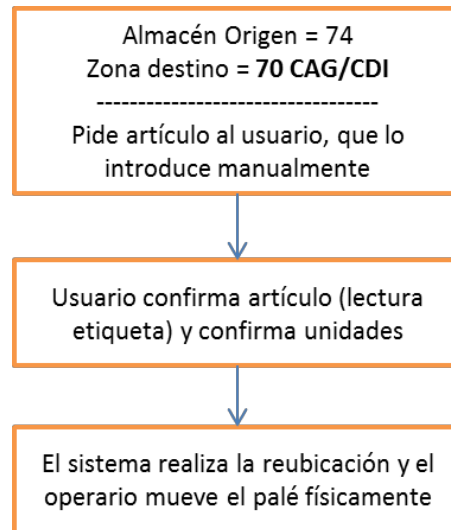 Almacén Origen = 74
Zona destino = 70 CAG/CDI
----------------------------------
Pide artículo al usuario, que lo
introduce manualmente
Usuario confirma artículo (lectura
etiqueta) y confirma unidades
El sistema realiza la reubicación y el
operario mueve el palé físicamente